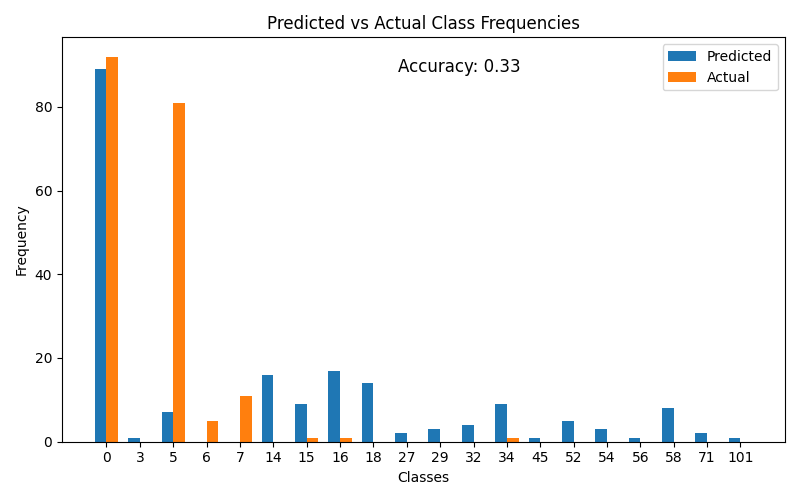 Predicted vs Actual Class Frequencies
Accuracy: 0.33
Predicted
Actual
Frequency
80
60
40
20
0
0 3 5 6 7 14 15 16 18 27 29 32 34 45 52 54 56 58 71 101
Classes